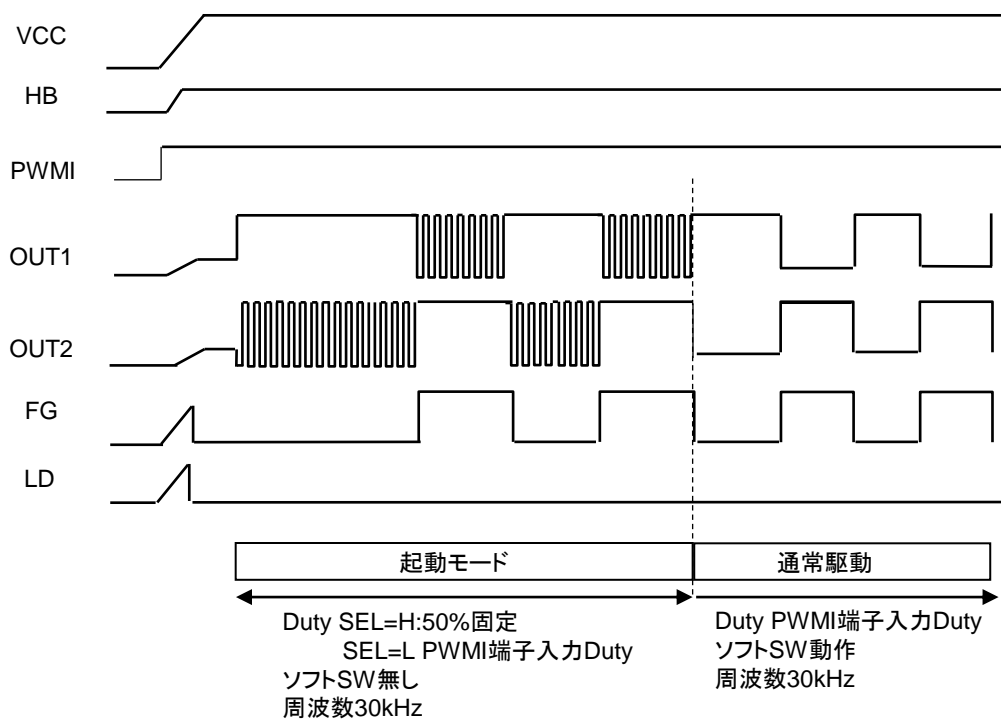 VCC
HB
PWMI
OUT1
OUT2
FG
LD
起動モード
通常駆動
Duty SEL=H:50%固定
SEL=L PWMI端子入力Duty
ソフトSW無し
周波数30kHz
Duty PWMI端子入力Duty
ソフトSW動作
周波数30kHz